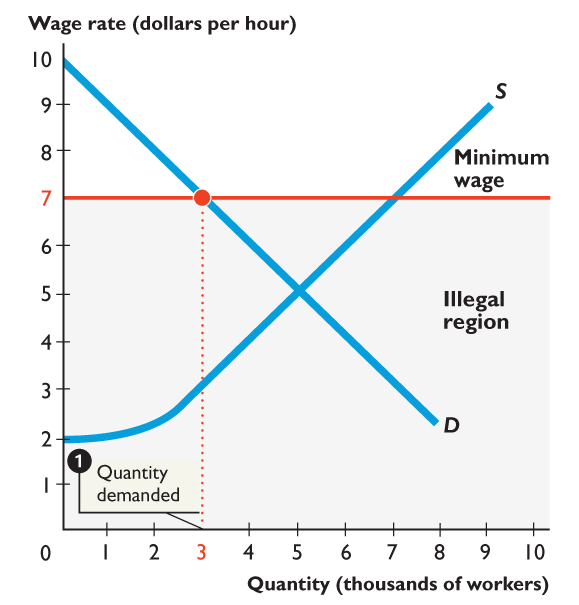 Wage rate (dollars per hour)
10
9
S
8
Minimum
wage
7
6
5
Illegal
region
4
3
D
2
1
Quantity
demanded
1
0 1 2 3 4 5 6 7 8 9 10
Quantity (thousands of workers)